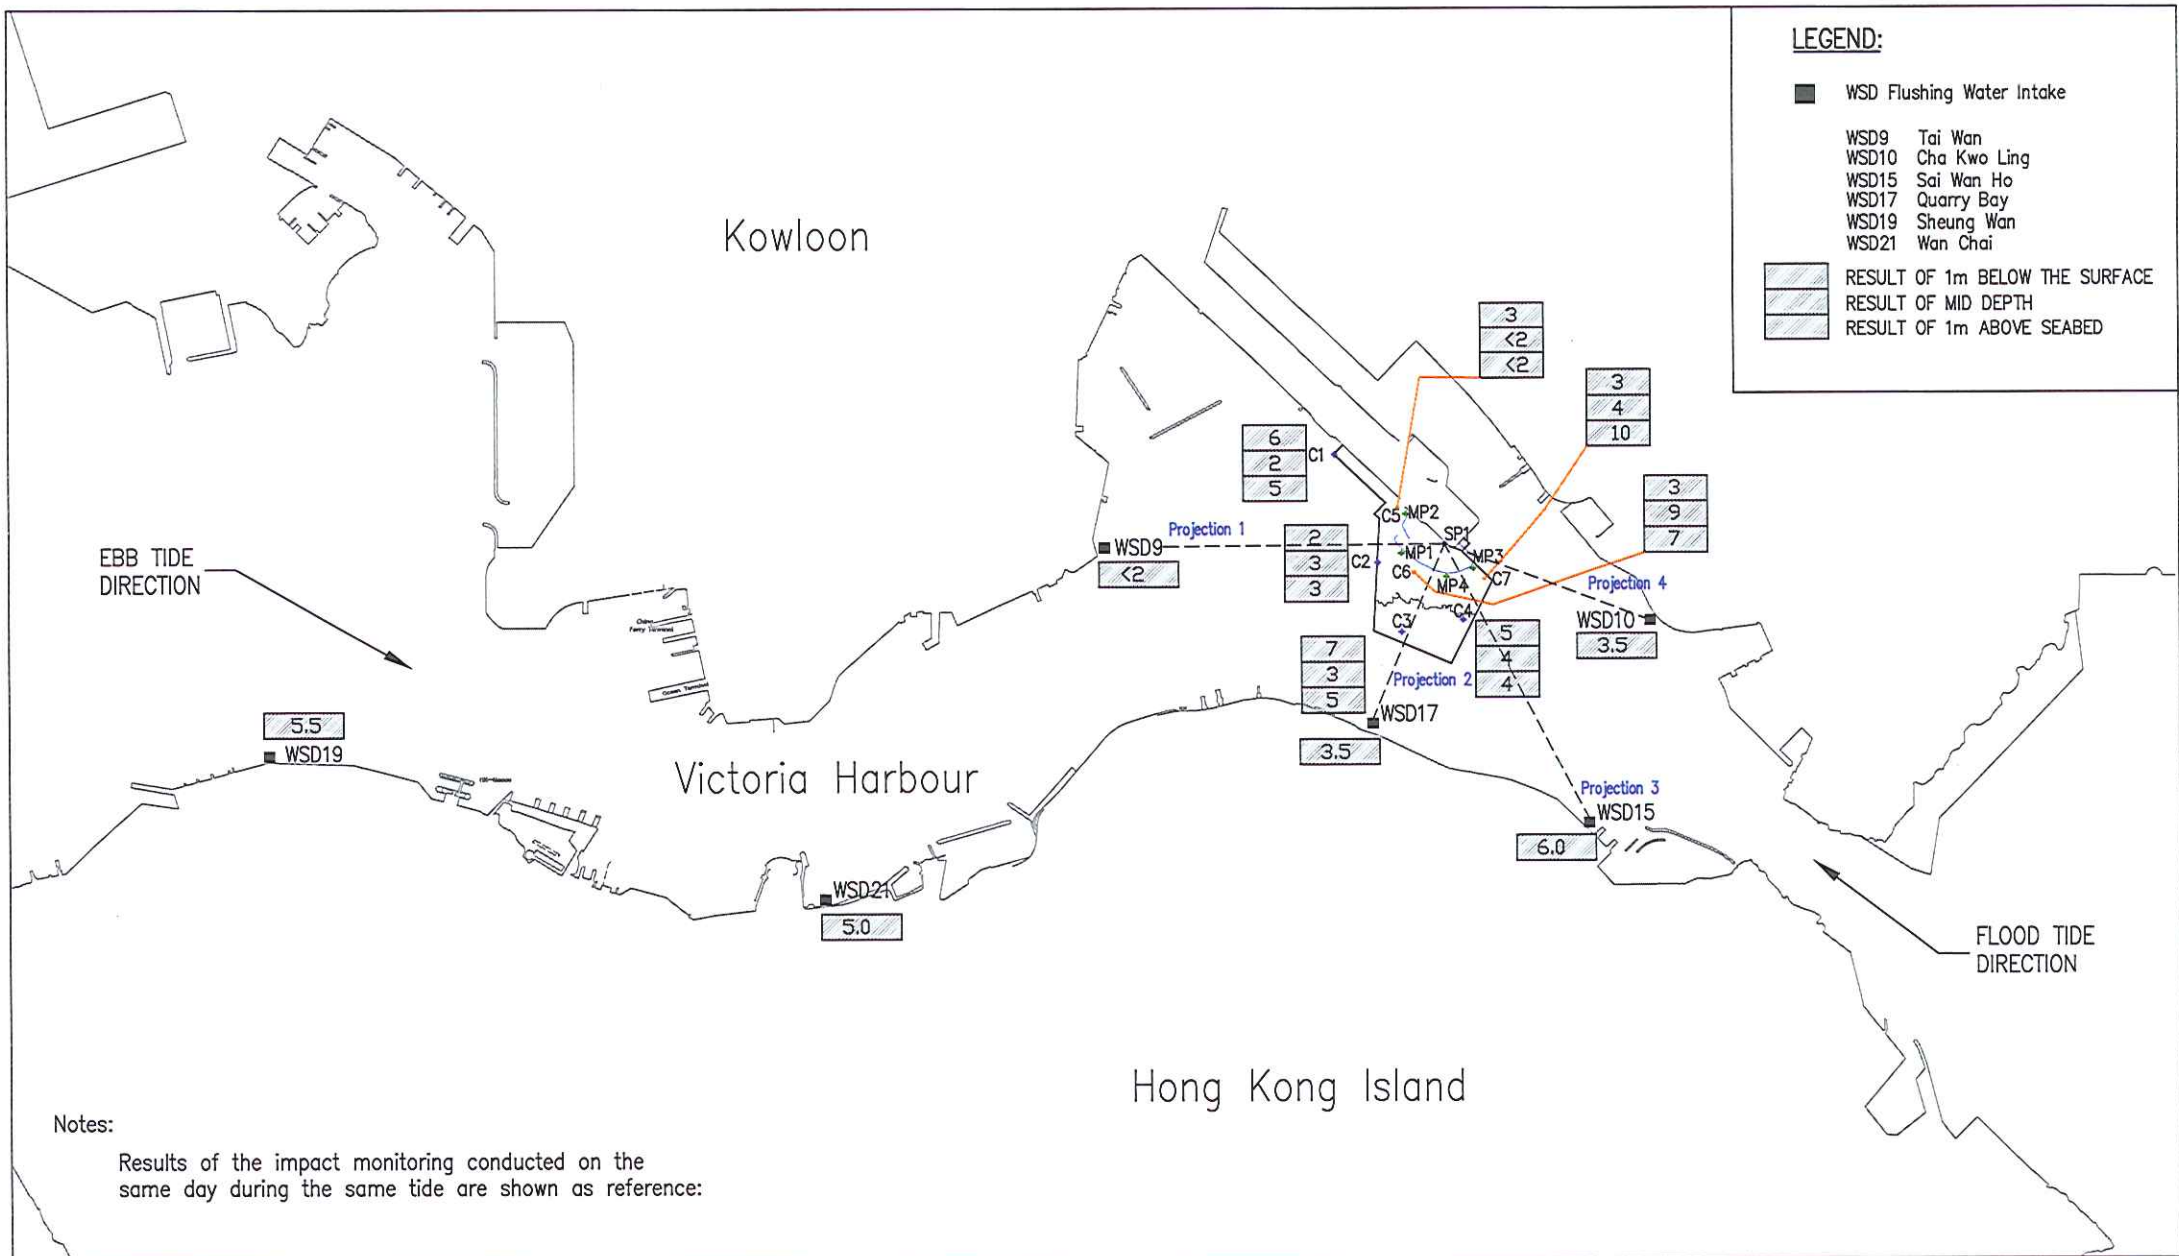 LEGEND:
WSD Flushing Water Intake
WSD9 Tai Wan
WSD10 Cha Kwo Ling
WSD15 Sai Wan Ho
WSD17 Quarry Bay
WSD19 Sheung Wan
WSD21 Wan Chai
RESULT OF 1m BELOW THE SURFACE
RESULT OF MID DEPTH
RESULT OF 1m ABOVE SEABED
Kowloon
3
<2
<2
3
4
10
6
2
5
C1
3
9
7
C5
MP2
Projection 1
SP1
WSD9
<2
2
3
3
C2
MP1
MP3
C6
MP4
C7
Projection 4
EBB TIDE
DIRECTION
C3
C4
WSD10
3.5
China
Ferry Terminal
Ocean Terminal
7
3
5
5
4
4
Projection 2
WSD17
3.5
5.5
WSD19
Victoria Harbour
Projection 3
WSD15
6.0
WSD21
5.0
FLOOD TIDE
DIRECTION
Hong Kong Island
Notes:
Results of the impact monitoring conducted on the
same day during the same tide are shown as reference: